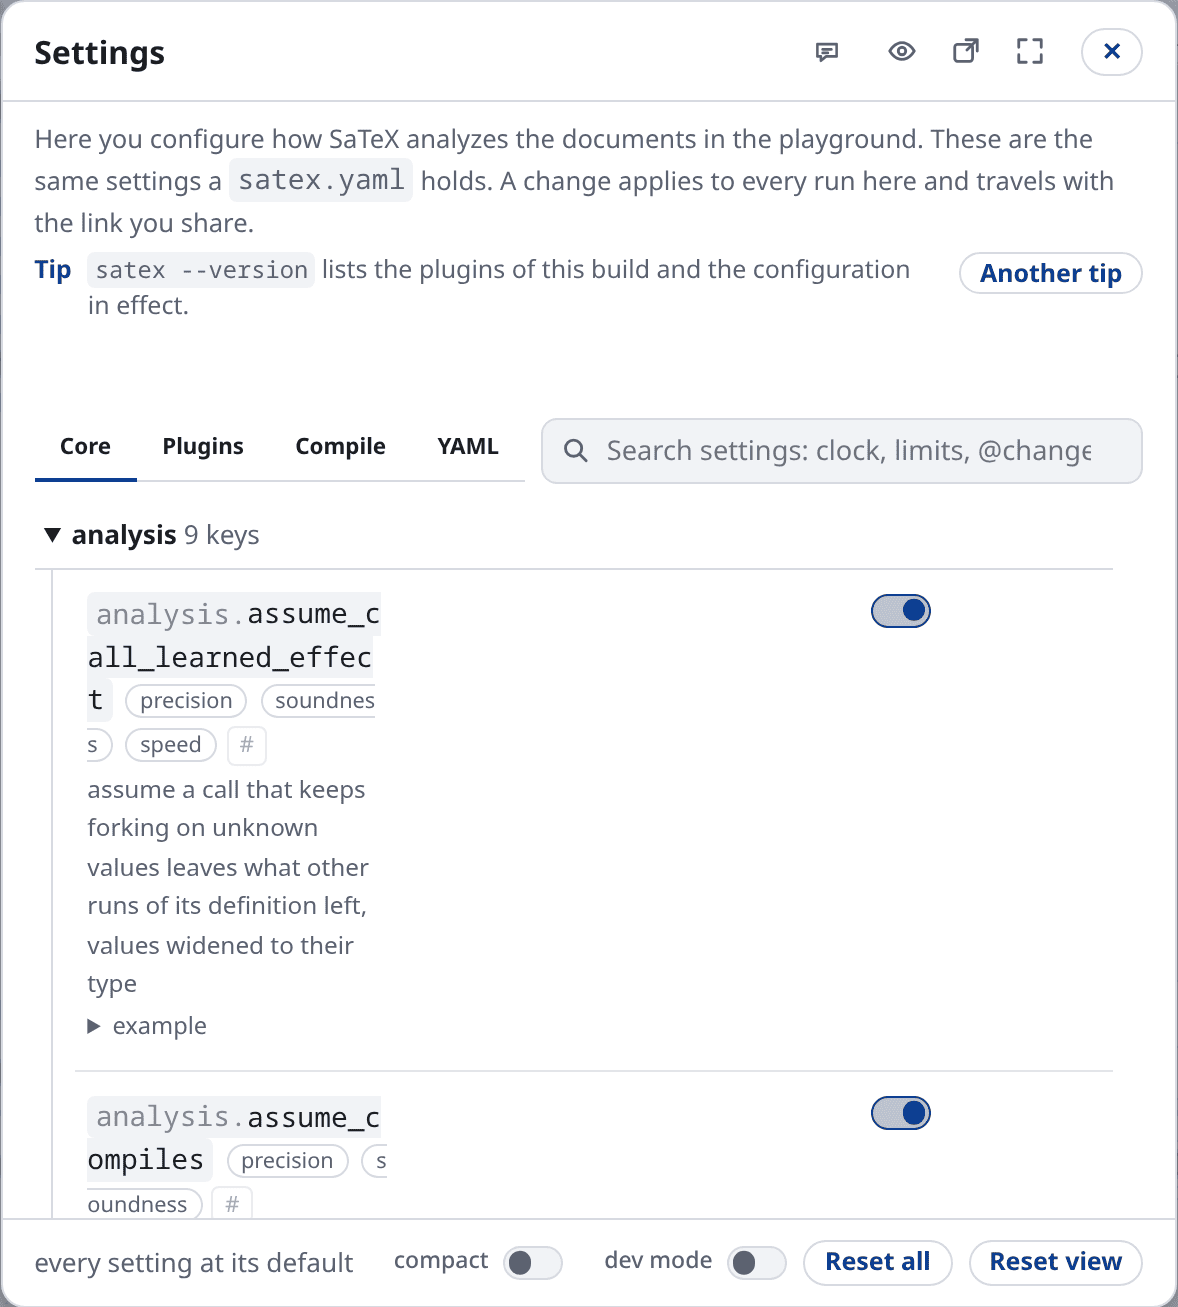 Settings
Here you configure how SaTeX analyzes the documents in the playground. These are the
same settings a satex.yaml holds. A change applies to every run here and travels with
the link you share.
Tip satex --version lists the plugins of this build and the configuration
in effect.
Another tip
Core Plugins Compile YAML Search settings: clock, limits, @change
▼ analysis 9 keys
analysis.assume_c
all_learned_effec
t precision soundnes
s speed #
assume a call that keeps
forking on unknown
values leaves what other
runs of its definition left,
values widened to their
type
▶ example
analysis.assume_c
ompiles precision s
oundness #
every setting at its default compact dev mode Reset all Reset view